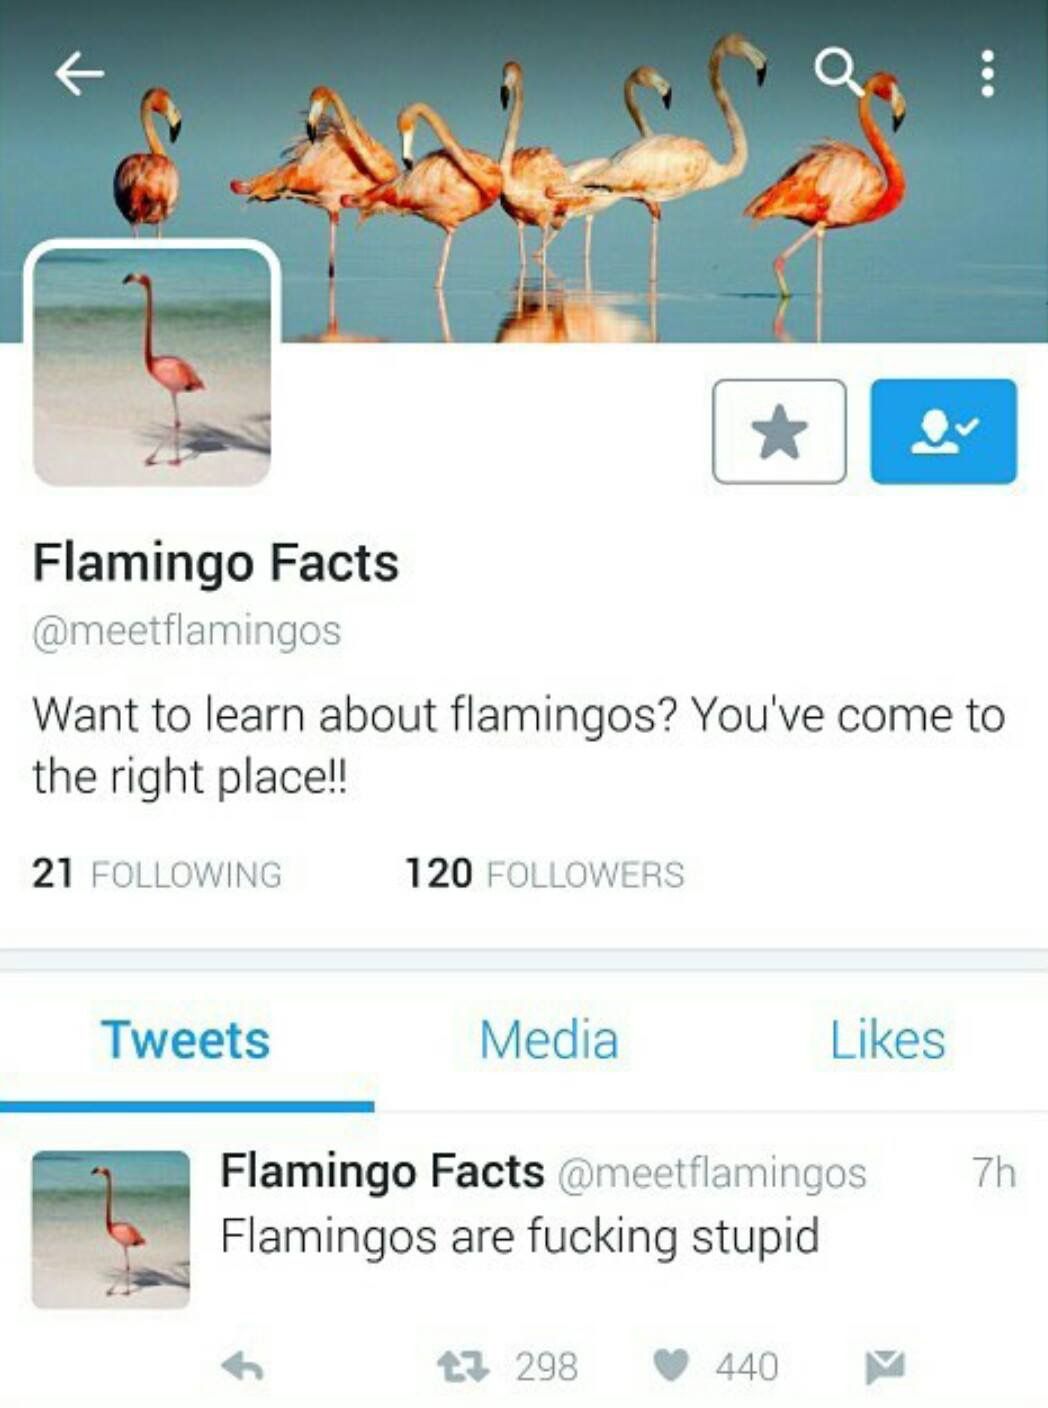 Flamingo Facts
@meetflamingos
Want to learn about flamingos? You've come to
the right place!!
21 FOLLOWING 120 FOLLOWERS
Tweets Media Likes
Flamingo Facts @meetflamingos 7h
Flamingos are fucking stupid
298 440